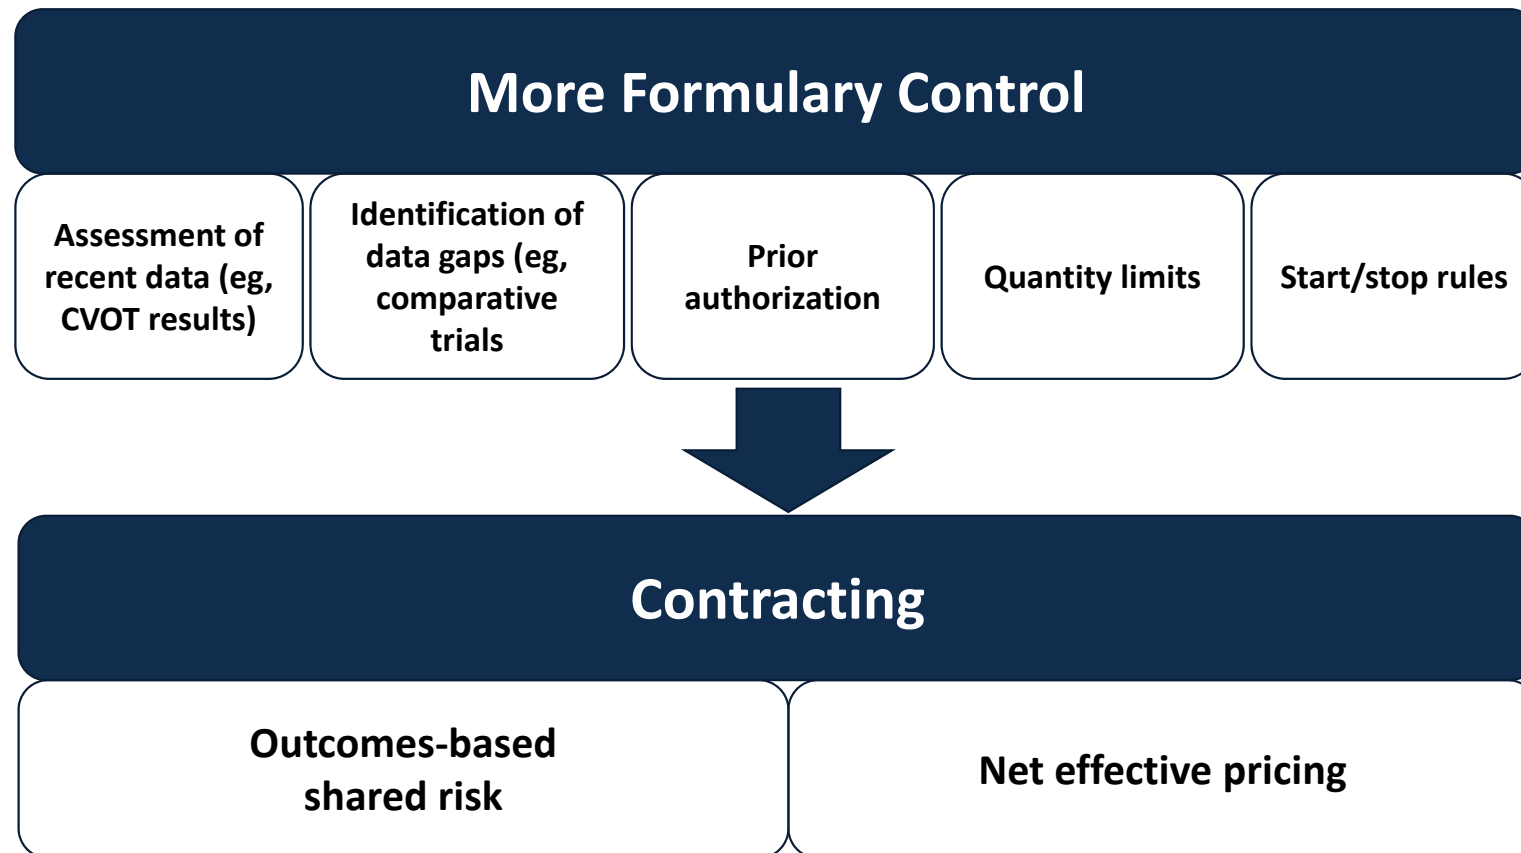 More Formulary Control
Assessment of
recent data (eg,
CVOT results)
Identification of
data gaps (eg,
comparative
trials
Prior
authorization
Quantity limits
Start/stop rules
Contracting
Outcomes-based
shared risk
Net effective pricing